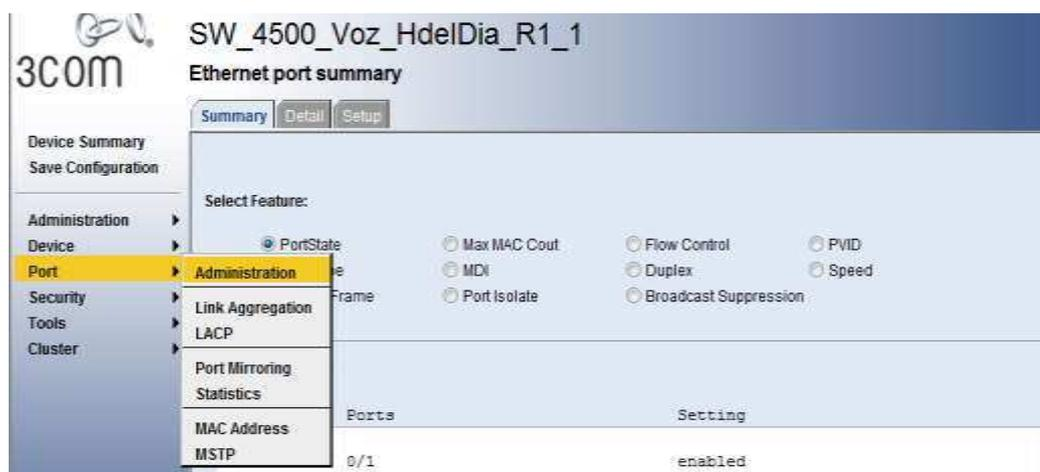 SW_4500_Voz_HdelDia_R1_1
3COM
Ethernet port summary
Summary Detail Setup
Device Summary
Save Configuration
Select Feature:
Administration
Device
Port
Security
Tools
Cluster
PortState Max MAC Cout Flow Control PVID
MDI Duplex Speed
Frame Port Isolate Broadcast Suppression
Administration
Link Aggregation
LACP
Port Mirroring
Statistics
MAC Address
MSTP
Ports Setting
0/1 enabled